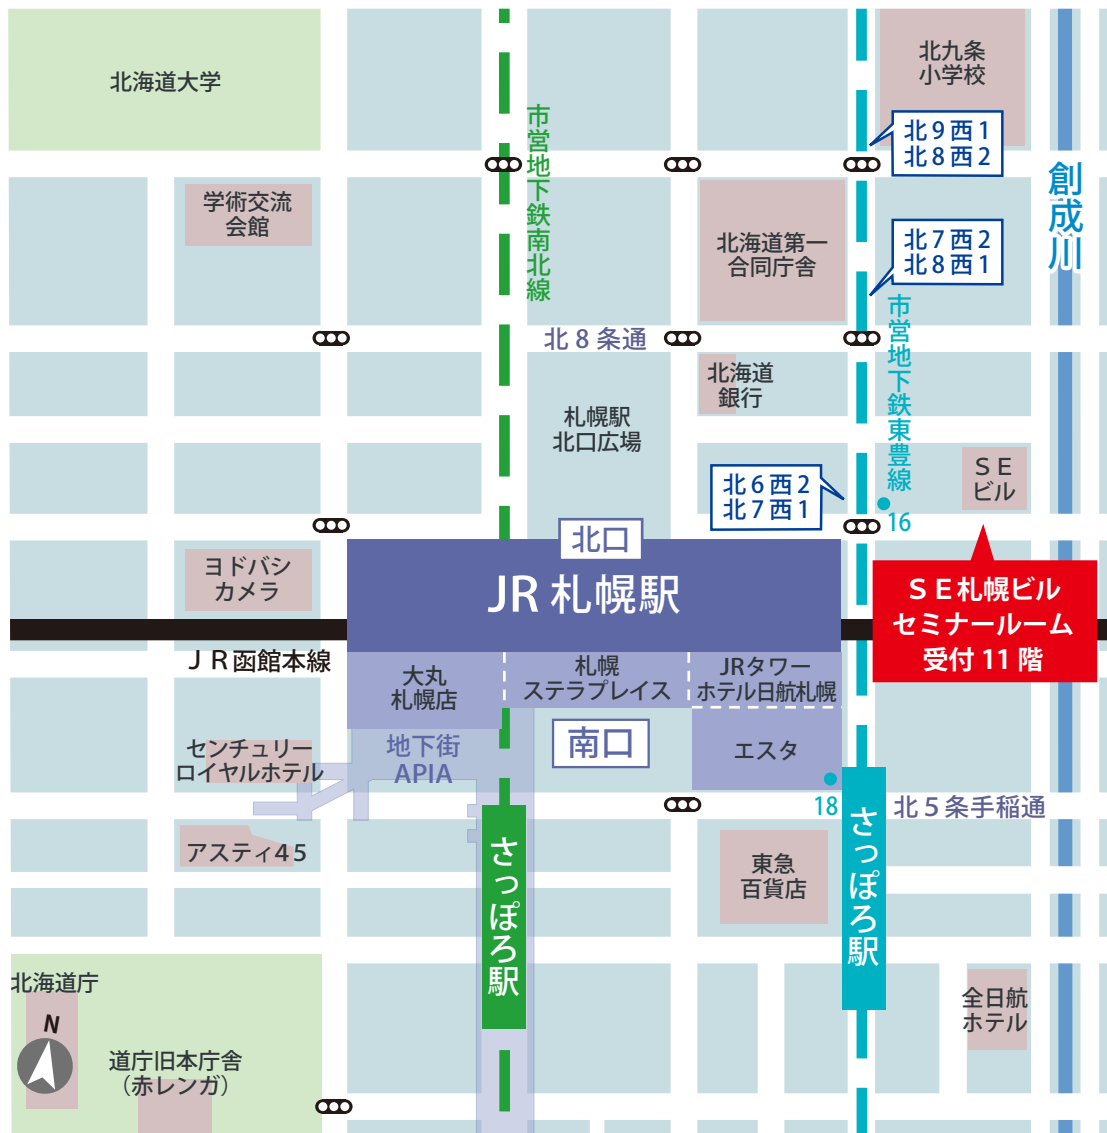 北海道大学
北九条
小学校
市営地下鉄南北線
北9西1
北8西2
創成川
学術交流
会館
北海道第一
合同庁舎
北7西2
北8西1
市営地下鉄東豊線
北8条通
北海道
銀行
札幌駅
北口広場
SE
ビル
北6西2
北7西1
16
北口
JR 札幌駅
ヨドバシ
カメラ
SE札幌ビル
セミナールーム
受付 11 階
JR函館本線
大丸
札幌店
札幌
ステラプレイス
JRタワー
ホテル日航札幌
地下街
APIA
南口
エスタ
センチュリー
ロイヤルホテル
18
北5条手稲通
さっぽろ駅
さっぽろ駅
アスティ45
東急
百貨店
北海道庁
N
道庁旧本庁舎
(赤レンガ)
全日航
ホテル